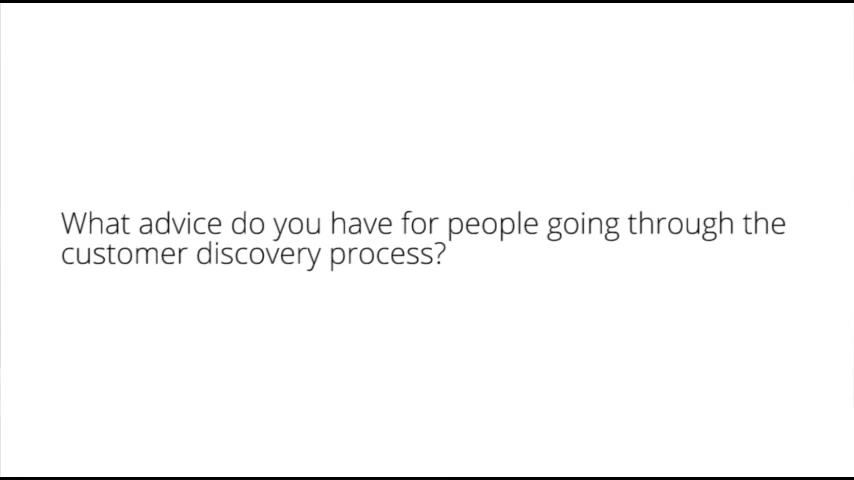 What advice do you have for people going through the
customer discovery process?